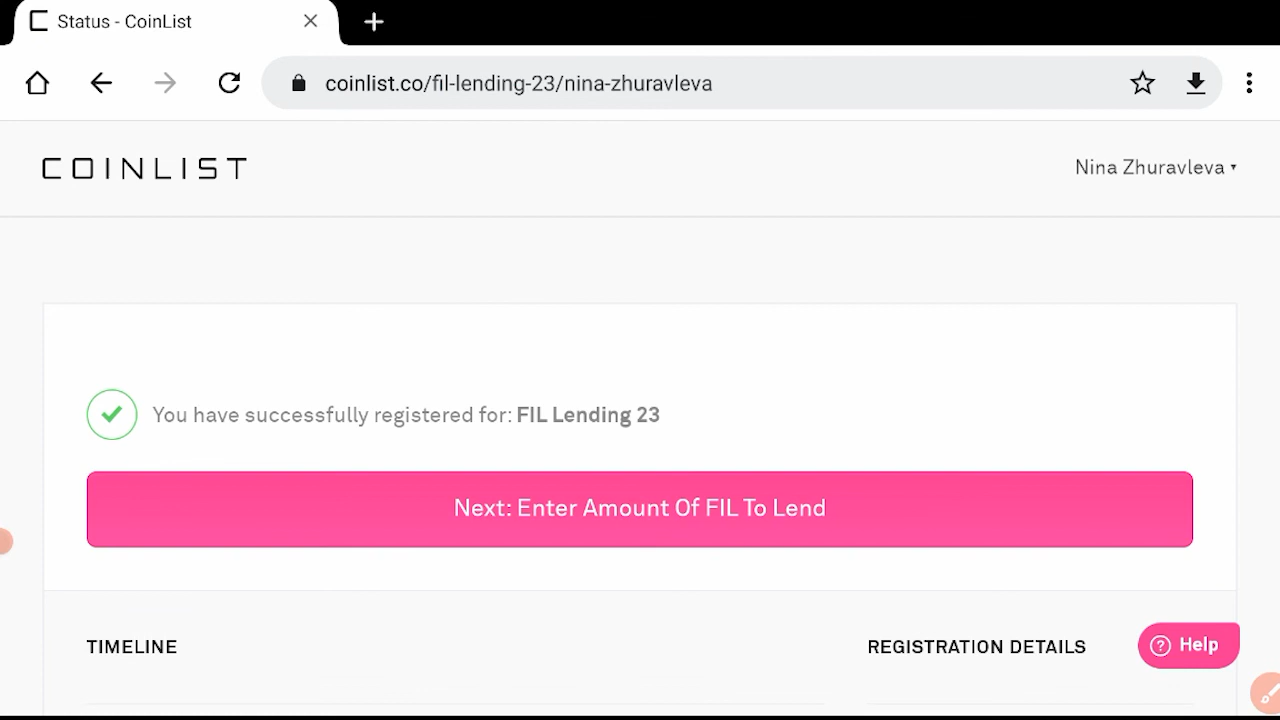 Status - CoinList
coinlist.co/fil-lending-23/nina-zhuravleva
COINLIST
Nina Zhuravleva
You have successfully registered for: FIL Lending 23
Next: Enter Amount Of FIL To Lend
TIMELINE
REGISTRATION DETAILS
Help